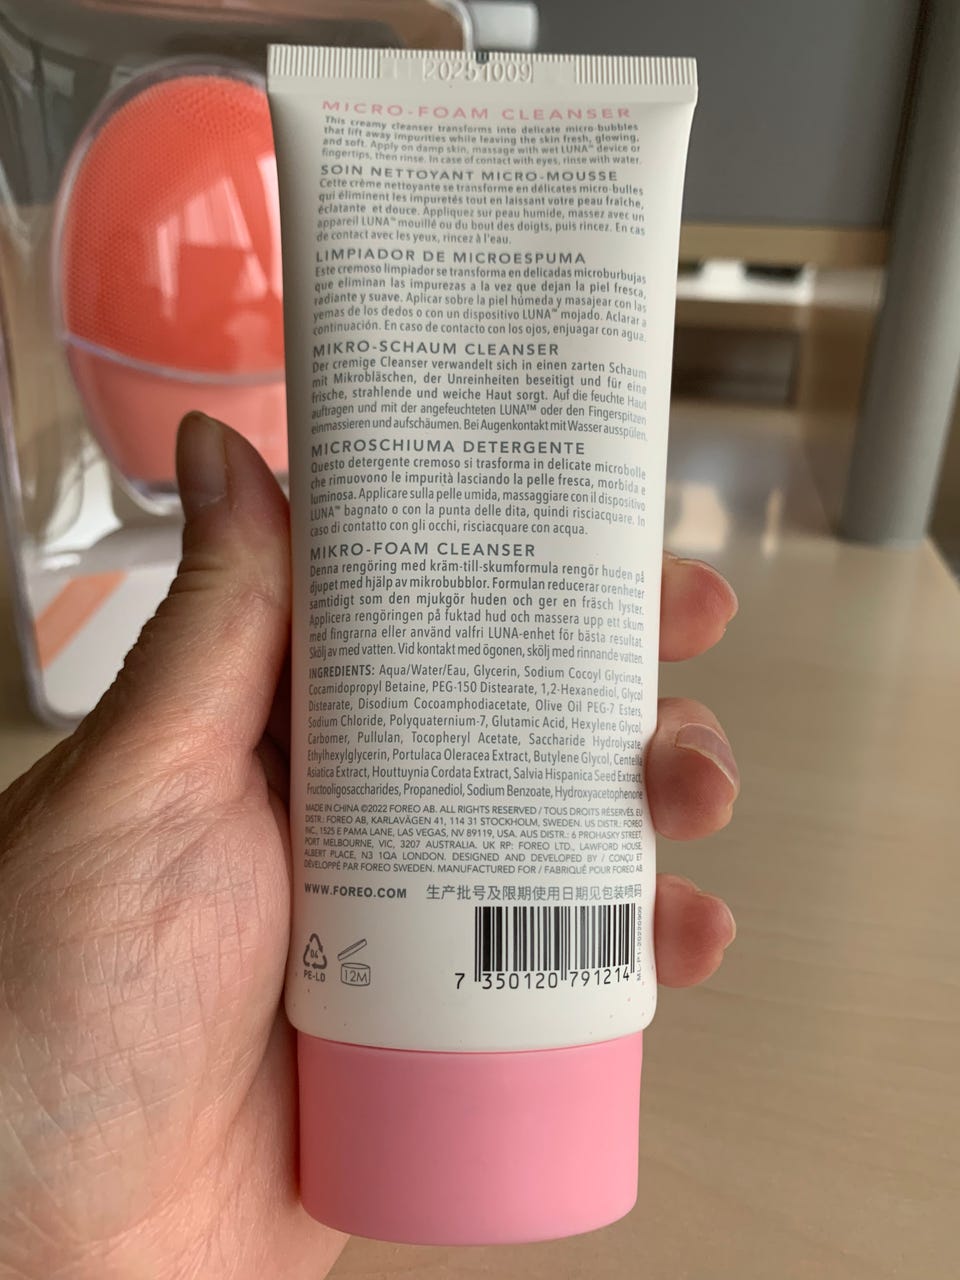 20251009
MICRO-FOAM CLEANSER
This creamy cleanser transforms into delicate micro-bubbles
that lift away impurities while leaving the skin fresh, glowing,
and soft. Apply on damp skin, massage with wet LUNA™ device or
fingertips, then rinse. In case of contact with eyes, rinse with water.
SOIN NETTOYANT MICRO-MOUSSE
Cette crème nettoyante se transforme en délicates micro-bulles
qui éliminent les impuretés tout en laissant votre peau fraîche,
éclatante et douce. Appliquez sur peau humide, massez avec un
appareil LUNA™ mouillé ou du bout des doigts, puis rincez. En cas
de contact avec les yeux, rincez à l'eau.
LIMPIADOR DE MICROESPUMA
Este cremoso limpiador se transforma en delicadas microburbujas
que eliminan las impurezas a la vez que dejan la piel fresca,
radiante y suave. Aplicar sobre la piel húmeda y masajear con las
yemas de los dedos o con un dispositivo LUNA™ mojado. Aclarar a
continuación. En caso de contacto con los ojos, enjuagar con agua.
MIKRO-SCHAUM CLEANSER
Der cremige Cleanser verwandelt sich in einen zarten Schaum
mit Mikrobläschen, der Unreinheiten beseitigt und für eine
frische, strahlende und weiche Haut sorgt. Auf die feuchte Haut
auftragen und mit der angefeuchteten LUNA™ oder den Fingerspitzen
einmassieren und aufschäumen. Bei Augenkontakt mit Wasser ausspülen.
MICROSCHIUMA DETERGENTE
Questo detergente cremoso si trasforma in delicate microbolle
che rimuovono le impurità lasciando la pelle fresca, morbida e
luminosa. Applicare sulla pelle umida, massaggiare con il dispositivo
LUNA™ bagnato o con la punta delle dita, quindi risciacquare. In
caso di contatto con gli occhi, risciacquare con acqua.
MIKRO-FOAM CLEANSER
Denna rengöring med kräm-till-skumformula rengör huden på
djupet med hjälp av mikrobubblor. Formulan reducerar orenheter
samtidigt som den mjukgör huden och ger en fräsch lyster.
Applicera rengöringen på fuktad hud och massera upp ett skum
med fingrarna eller använd valfri LUNA-enhet för bästa resultat.
Skölj av med vatten. Vid kontakt med ögonen, skölj med rinnande vatten.
INGREDIENTS: Aqua/Water/Eau, Glycerin, Sodium Cocoyl Glycinate,
Cocamidopropyl Betaine, PEG-150 Distearate, 1,2-Hexanediol, Glycol
Distearate, Disodium Cocoamphodiacetate, Olive Oil PEG-7 Esters,
Sodium Chloride, Polyquaternium-7, Glutamic Acid, Hexylene Glycol,
Carbomer, Pullulan, Tocopheryl Acetate, Saccharide Hydrolysate,
Ethylhexylglycerin, Portulaca Oleracea Extract, Butylene Glycol, Centella
Asiatica Extract, Houttuynia Cordata Extract, Salvia Hispanica Seed Extract,
Fructooligosaccharides, Propanediol, Sodium Benzoate, Hydroxyacetophenone
MADE IN CHINA ©2022 FOREO AB. ALL RIGHTS RESERVED / TOUS DROITS RÉSERVÉS. EU
DISTR.: FOREO AB, KARLAVÄGEN 41, 114 31 STOCKHOLM, SWEDEN. US DISTR.: FOREO
INC, 1525 E PAMA LANE, LAS VEGAS, NV 89119, USA. AUS DISTR.: 6 PROHASKY STREET,
PORT MELBOURNE, VIC, 3207 AUSTRALIA. UK RP: FOREO LTD., LAWFORD HOUSE,
ALBERT PLACE, N3 1QA LONDON. DESIGNED AND DEVELOPED BY / CONÇU ET
DÉVELOPPÉ PAR FOREO SWEDEN. MANUFACTURED FOR / FABRIQUÉ POUR FOREO AB
WWW.FOREO.COM 生产批号及限期使用日期见包装喷码
04
PE-LD
12M
7 350120 791214
ML-P1-20220909